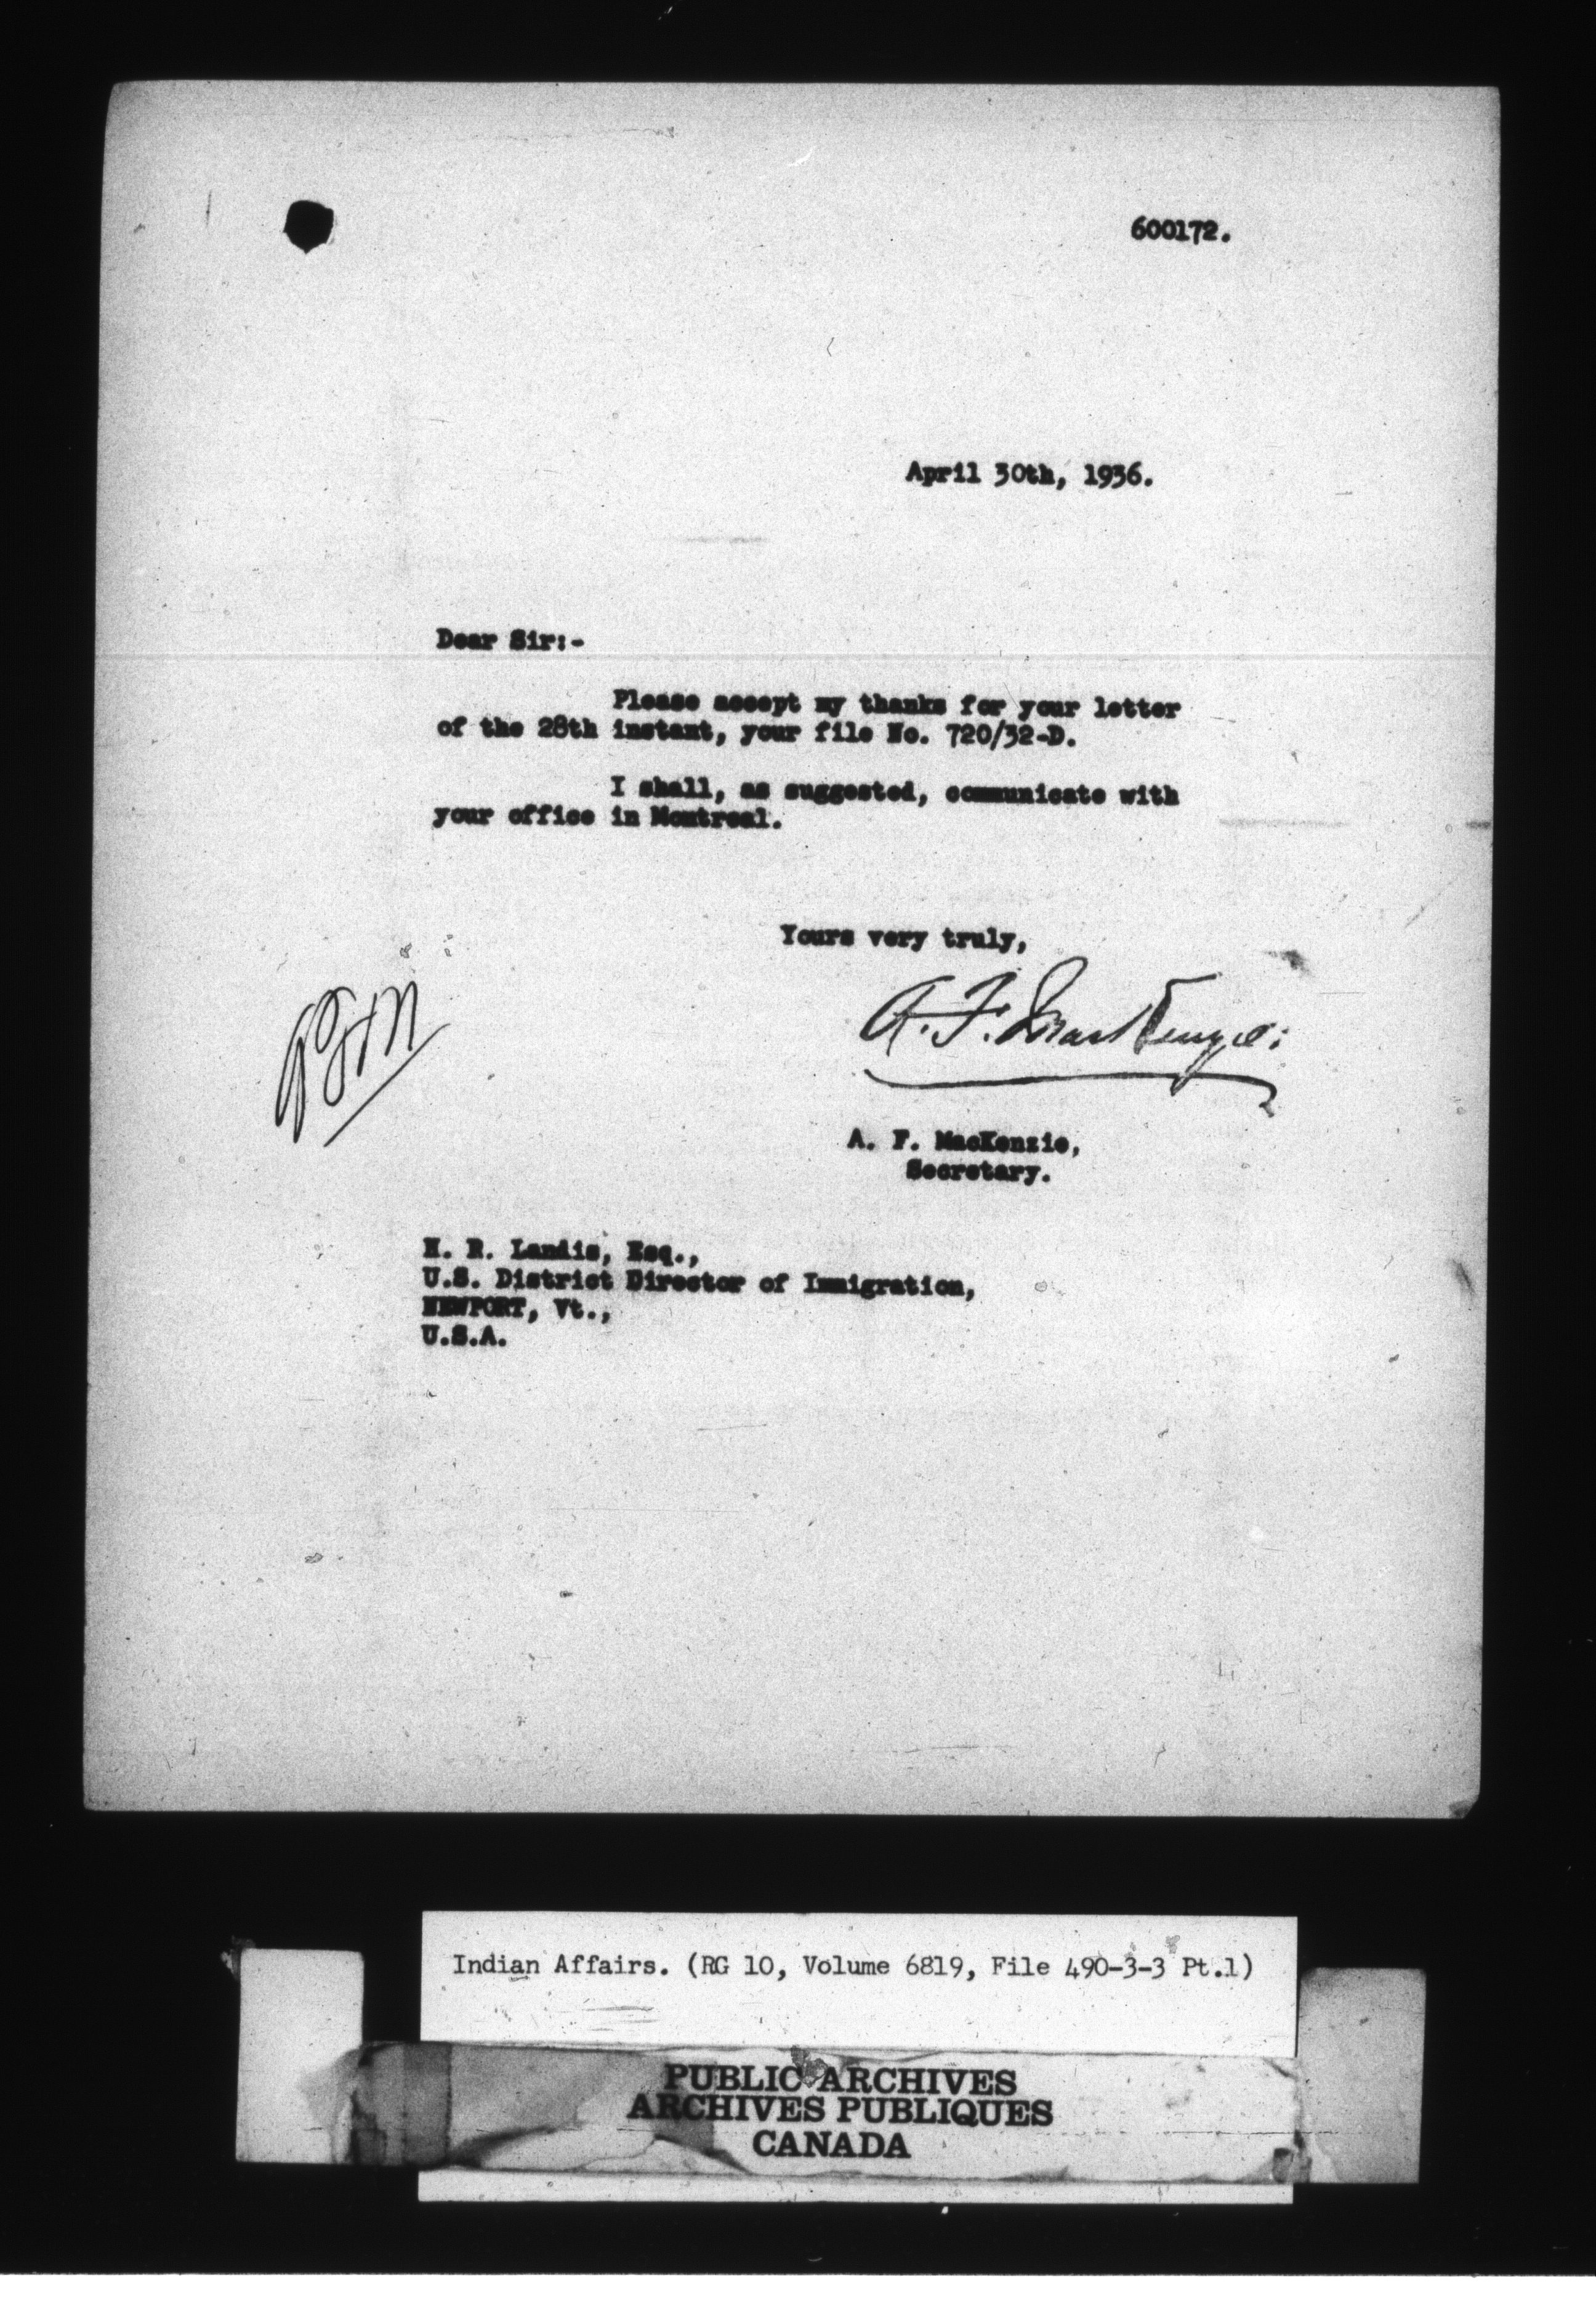 600172.
April 30th, 1936.
Dear Sir:-
Please accept my thanks for your letter
of the 28th instant, your file No. 720/32-D.
I shall, as suggested, communicate with
your office in Montreal.
Yours very truly,
A. F. MacKenzie
A. F. MacKenzie,
Secretary.
H. R. Landis, Esq.,
U.S. District Director of Immigration,
NEWPORT, Vt.,
U.S.A.
Indian Affairs. (RG 10, Volume 6819, File 490-3-3 Pt.1)
PUBLIC ARCHIVES
ARCHIVES PUBLIQUES
CANADA